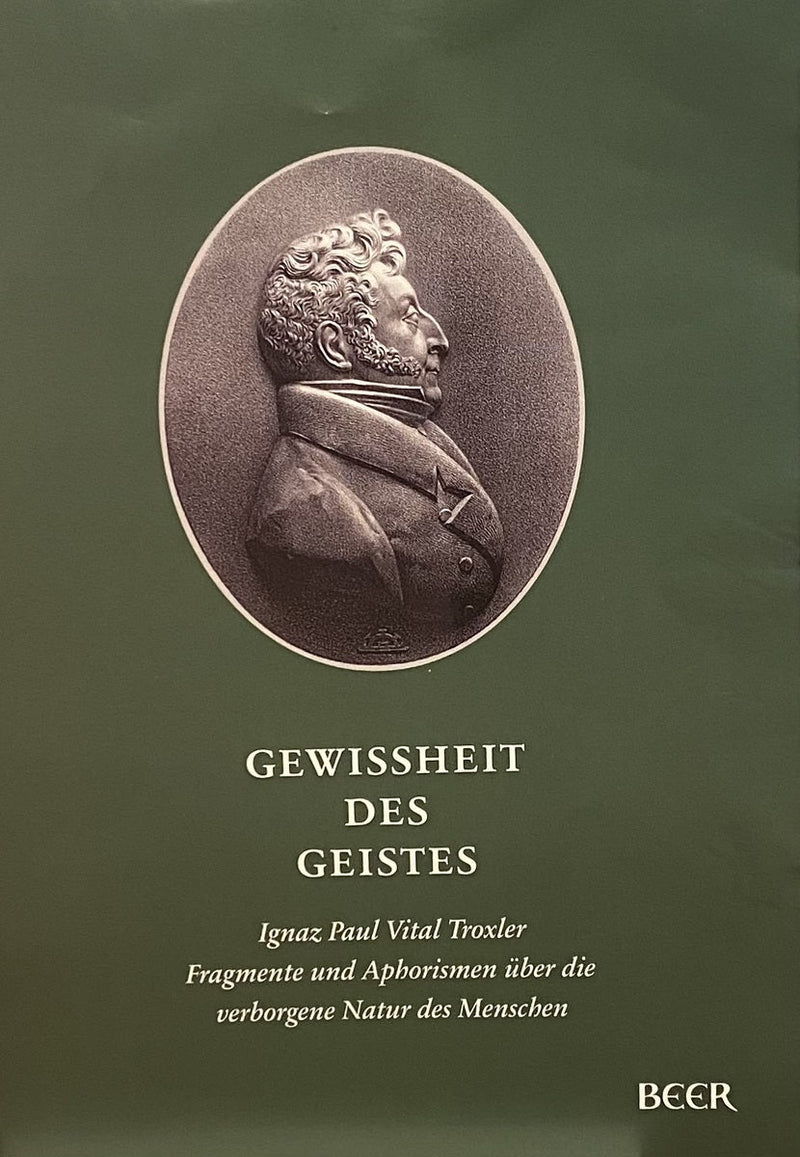 GEWISSHEIT
DES
GEISTES
Ignaz Paul Vital Troxler
Fragmente und Aphorismen über die
verborgene Natur des Menschen
BEER